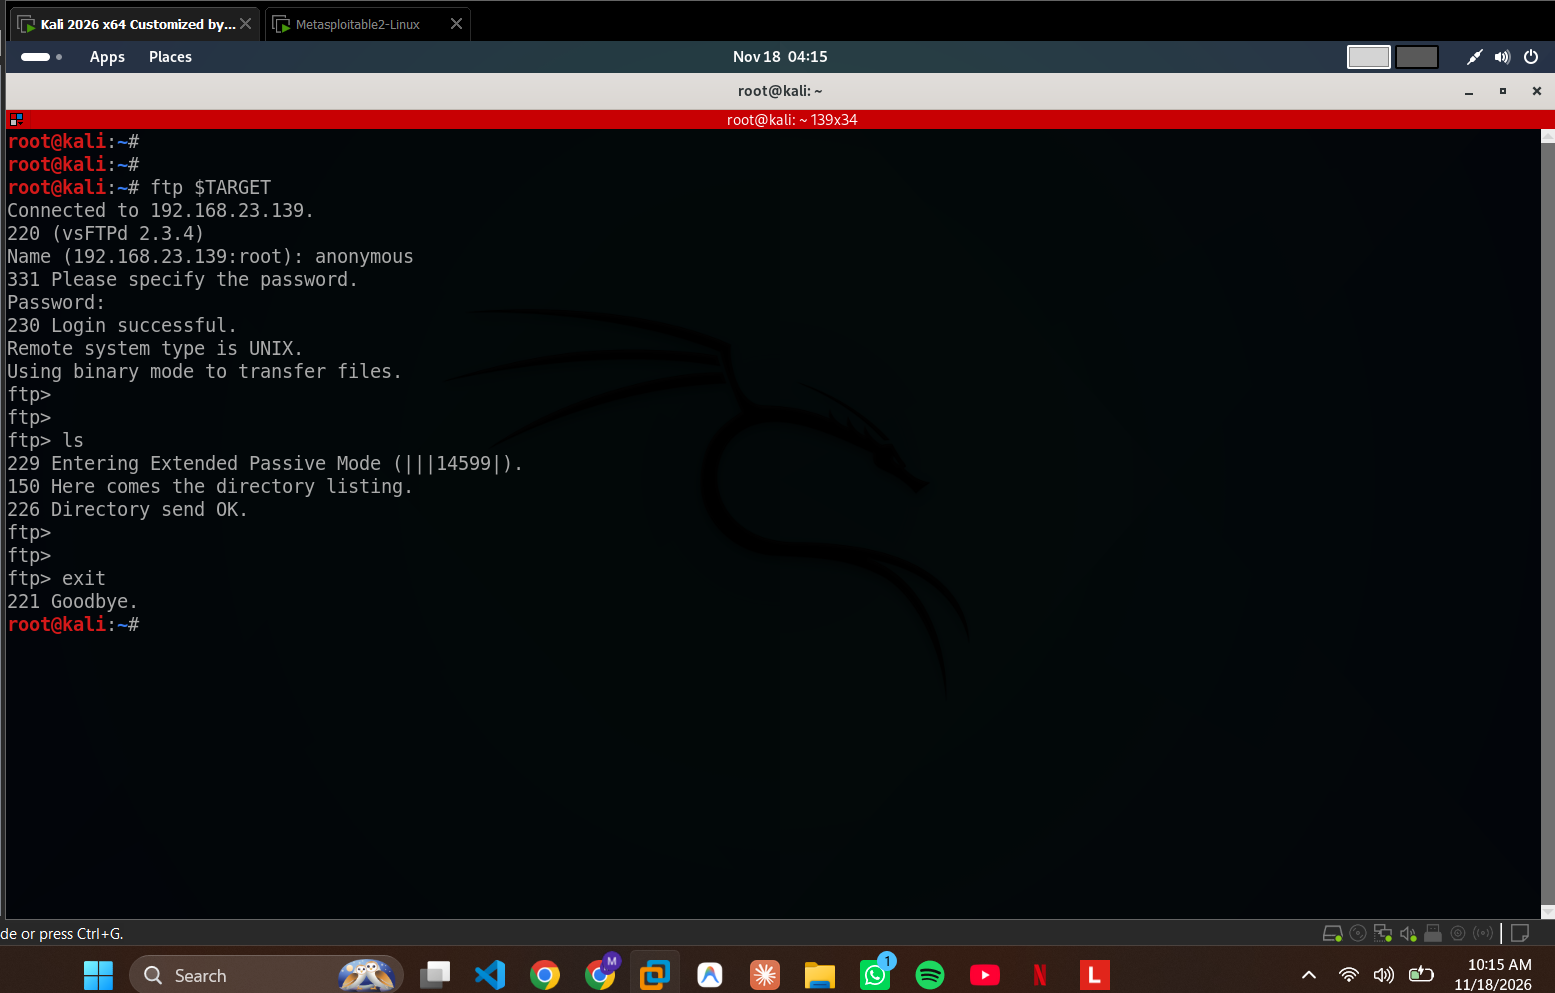 Kali 2026 x64 Customized by...
Metasploitable2-Linux
Apps Places
Nov 18 04:15
root@kali: ~
root@kali: ~ 139x34
root@kali:~#
root@kali:~#
root@kali:~# ftp $TARGET
Connected to 192.168.23.139.
220 (vsFTPd 2.3.4)
Name (192.168.23.139:root): anonymous
331 Please specify the password.
Password:
230 Login successful.
Remote system type is UNIX.
Using binary mode to transfer files.
ftp>
ftp>
ftp> ls
229 Entering Extended Passive Mode (|||14599|).
150 Here comes the directory listing.
226 Directory send OK.
ftp>
ftp>
ftp> exit
221 Goodbye.
root@kali:~#
de or press Ctrl+G.
Search
M
1
N
L
10:15 AM
11/18/2026